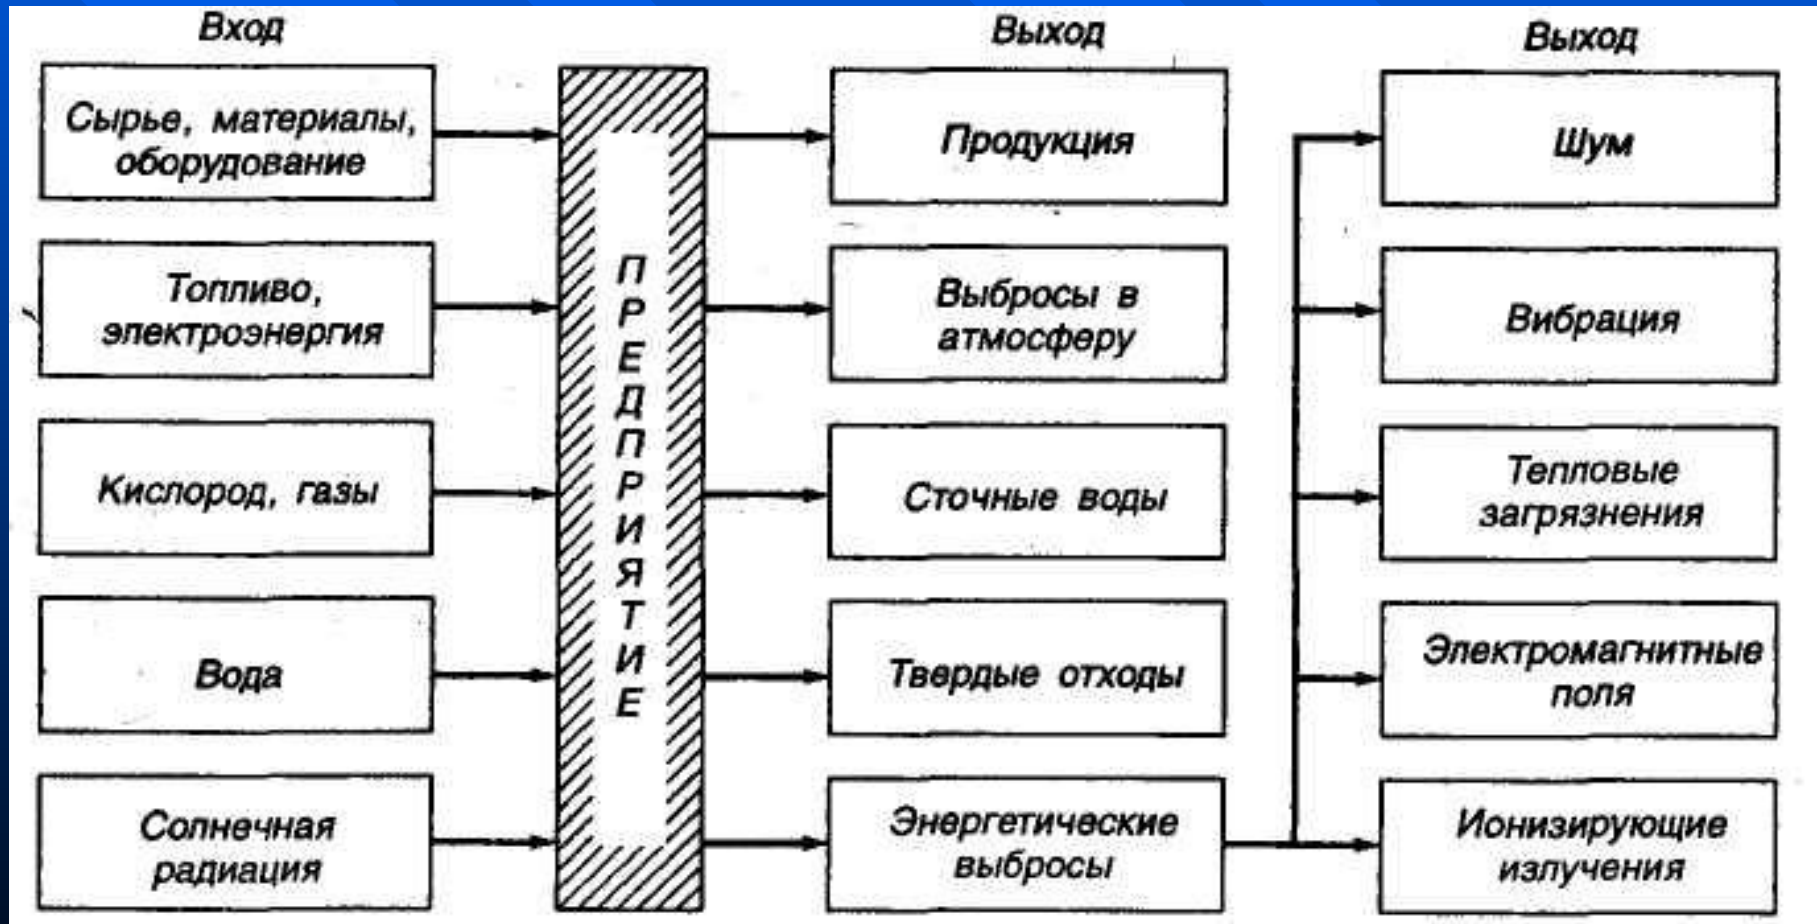 Вход
Сырье, материалы,
оборудование
Топливо,
электроэнергия
Кислород, газы
Вода
Солнечная
радиация
ПРЕДПРИЯТИЕ
Выход
Продукция
Выбросы в
атмосферу
Сточные воды
Твердые отходы
Энергетические
выбросы
Выход
Шум
Вибрация
Тепловые
загрязнения
Электромагнитные
поля
Ионизирующие
излучения